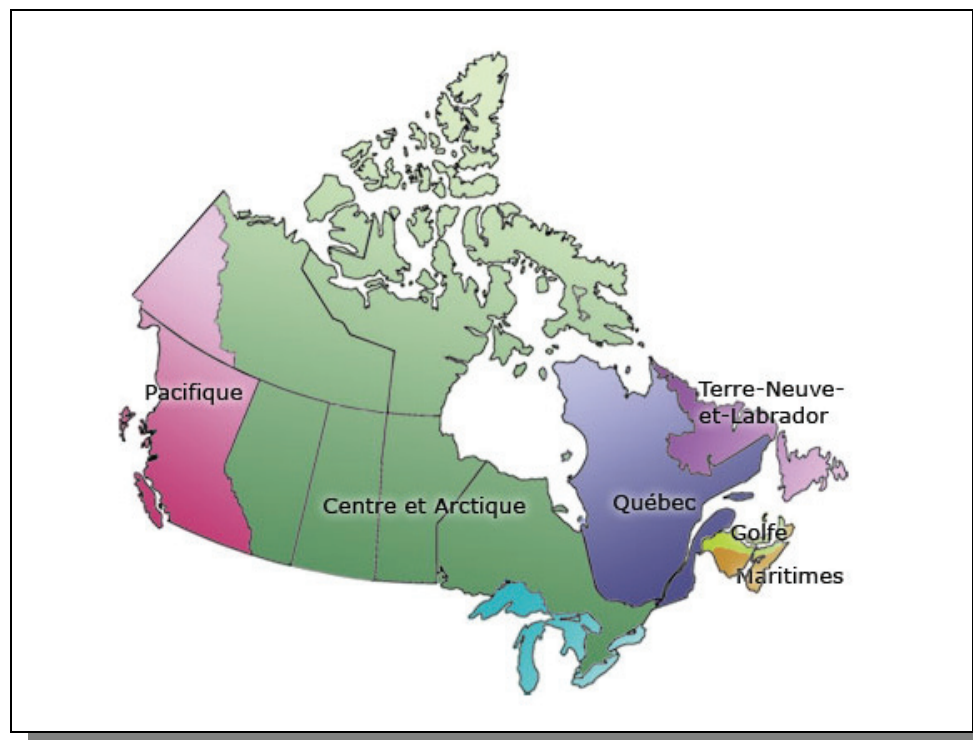 Pacifique
Terre-Neuve-
et-Labrador
Centre et Arctique
Québec
Golfe
Maritimes